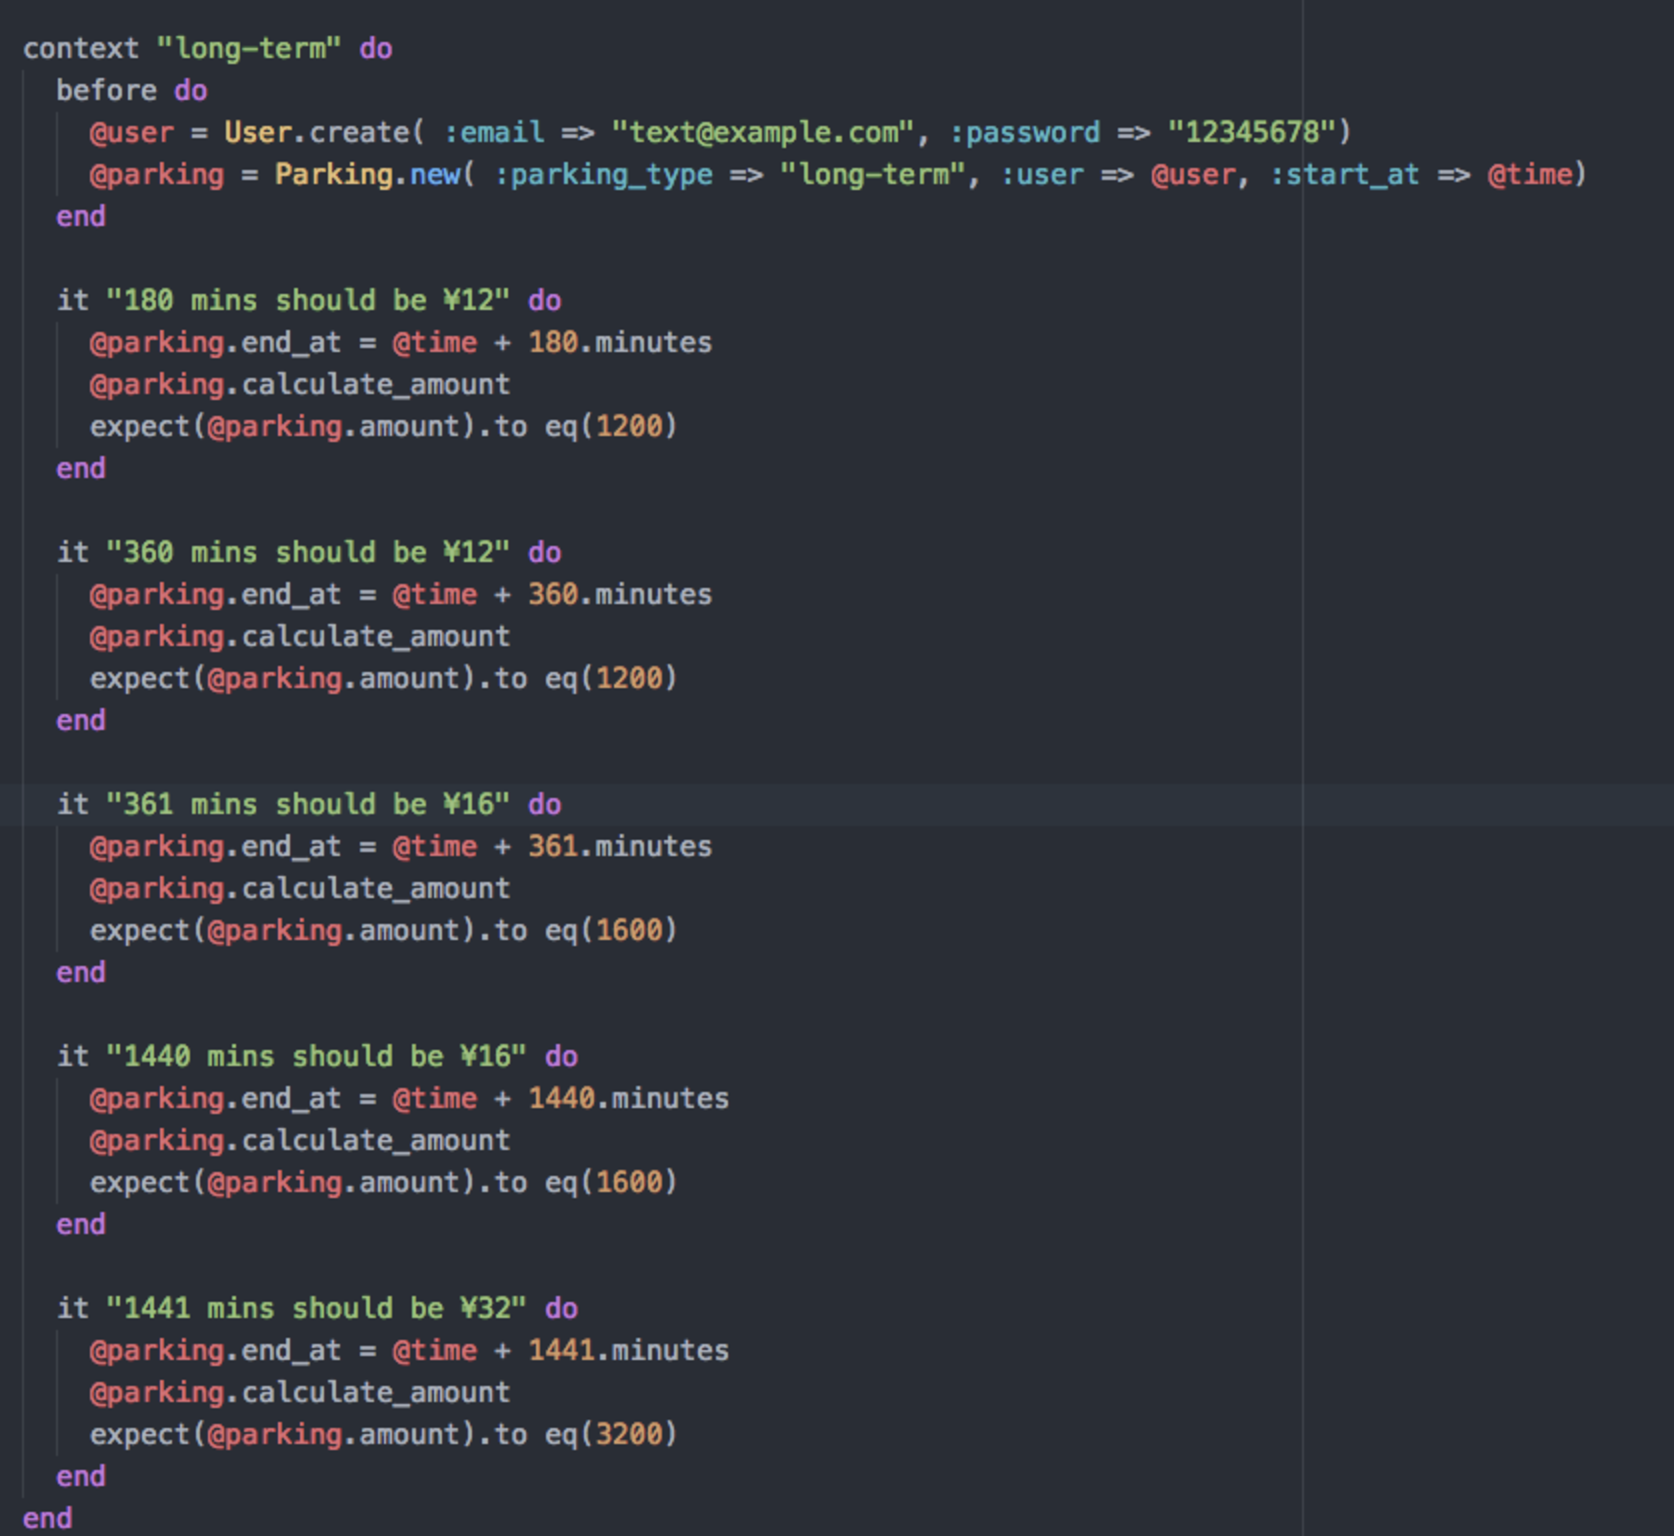 context "long-term" do
  before do
    @user = User.create( :email => "text@example.com", :password => "12345678")
    @parking = Parking.new( :parking_type => "long-term", :user => @user, :start_at => @time)
  end

  it "180 mins should be ¥12" do
    @parking.end_at = @time + 180.minutes
    @parking.calculate_amount
    expect(@parking.amount).to eq(1200)
  end

  it "360 mins should be ¥12" do
    @parking.end_at = @time + 360.minutes
    @parking.calculate_amount
    expect(@parking.amount).to eq(1200)
  end

  it "361 mins should be ¥16" do
    @parking.end_at = @time + 361.minutes
    @parking.calculate_amount
    expect(@parking.amount).to eq(1600)
  end

  it "1440 mins should be ¥16" do
    @parking.end_at = @time + 1440.minutes
    @parking.calculate_amount
    expect(@parking.amount).to eq(1600)
  end

  it "1441 mins should be ¥32" do
    @parking.end_at = @time + 1441.minutes
    @parking.calculate_amount
    expect(@parking.amount).to eq(3200)
  end
end